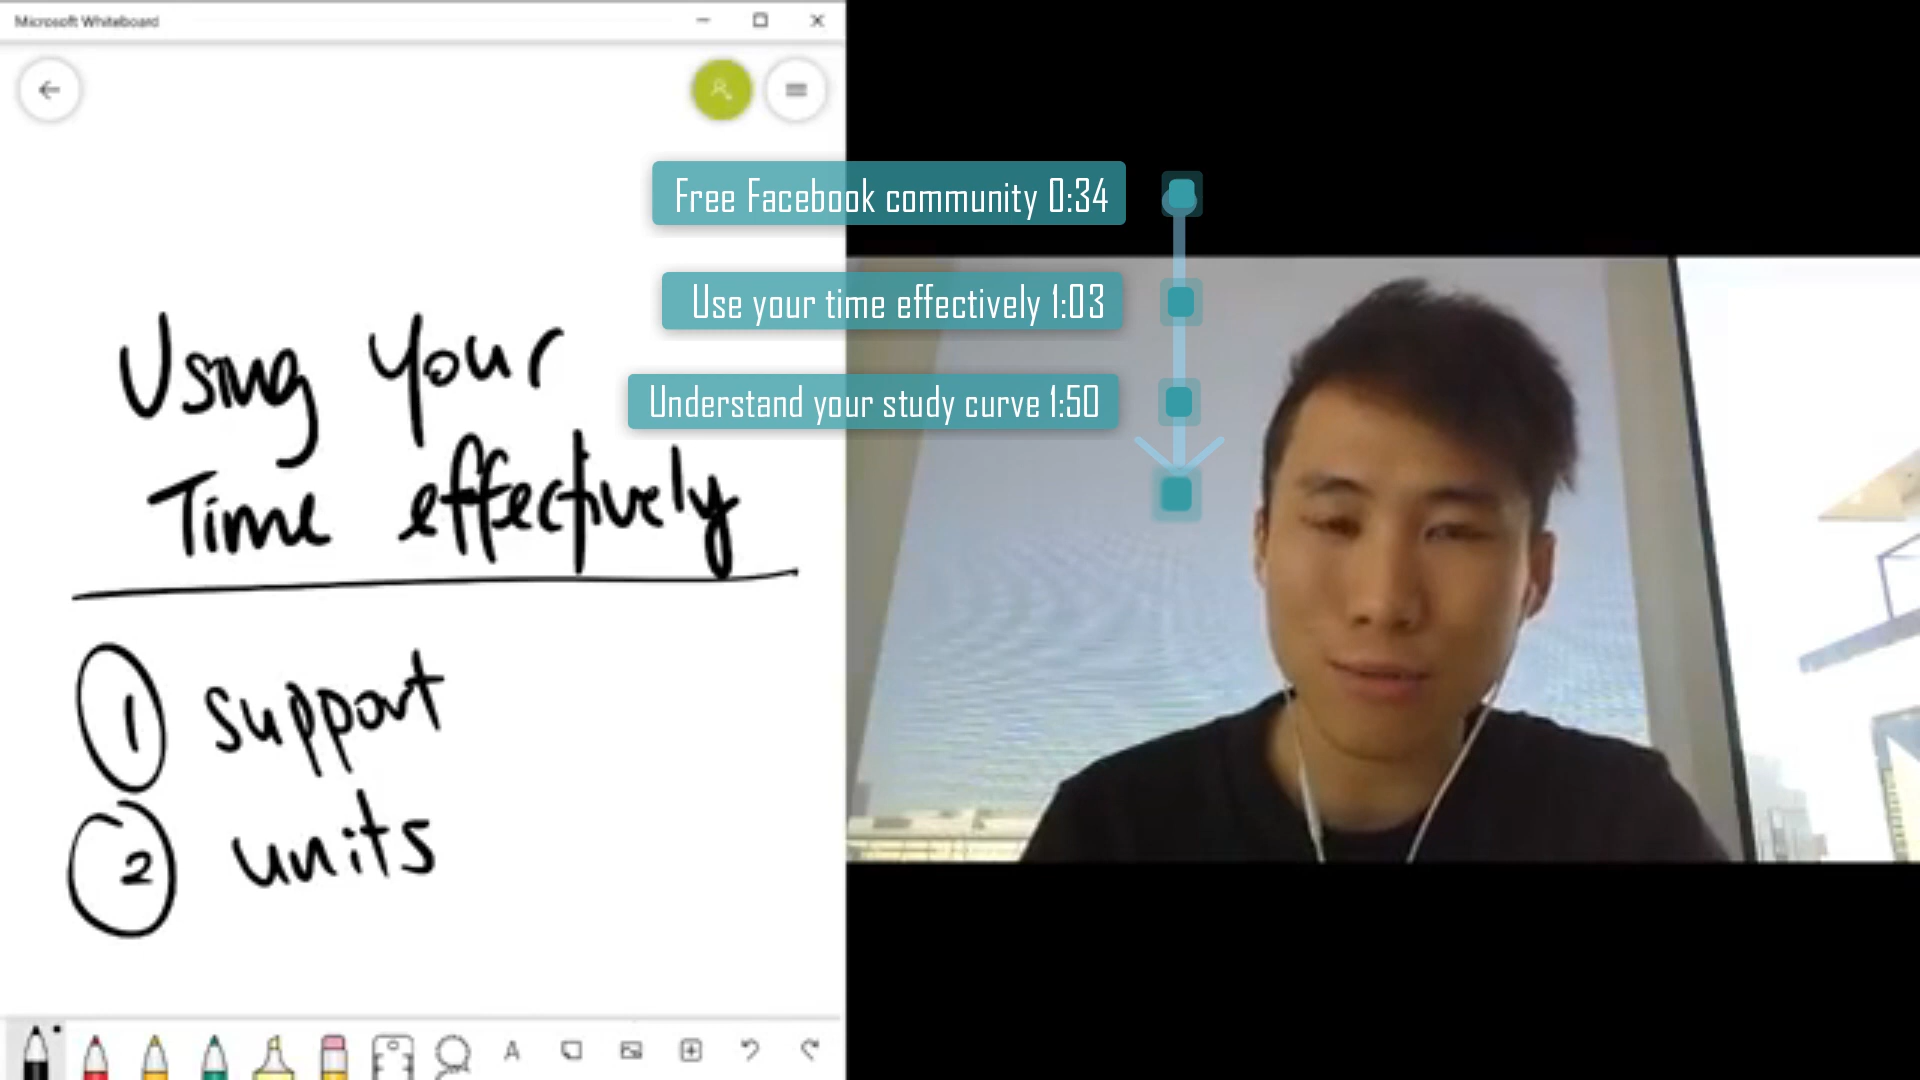 Microsoft Whiteboard
Free Facebook community 0:34
Use your time effectively 1:03
Understand your study curve 1:50
Using your
Time effectively
1 support
2 units
A